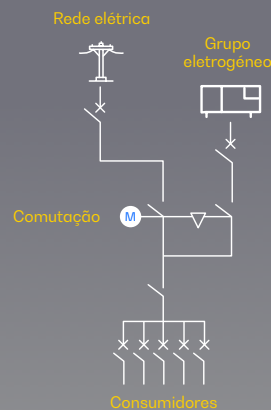 Rede elétrica
Grupo
eletrogéneo
Comutação
M
Consumidores